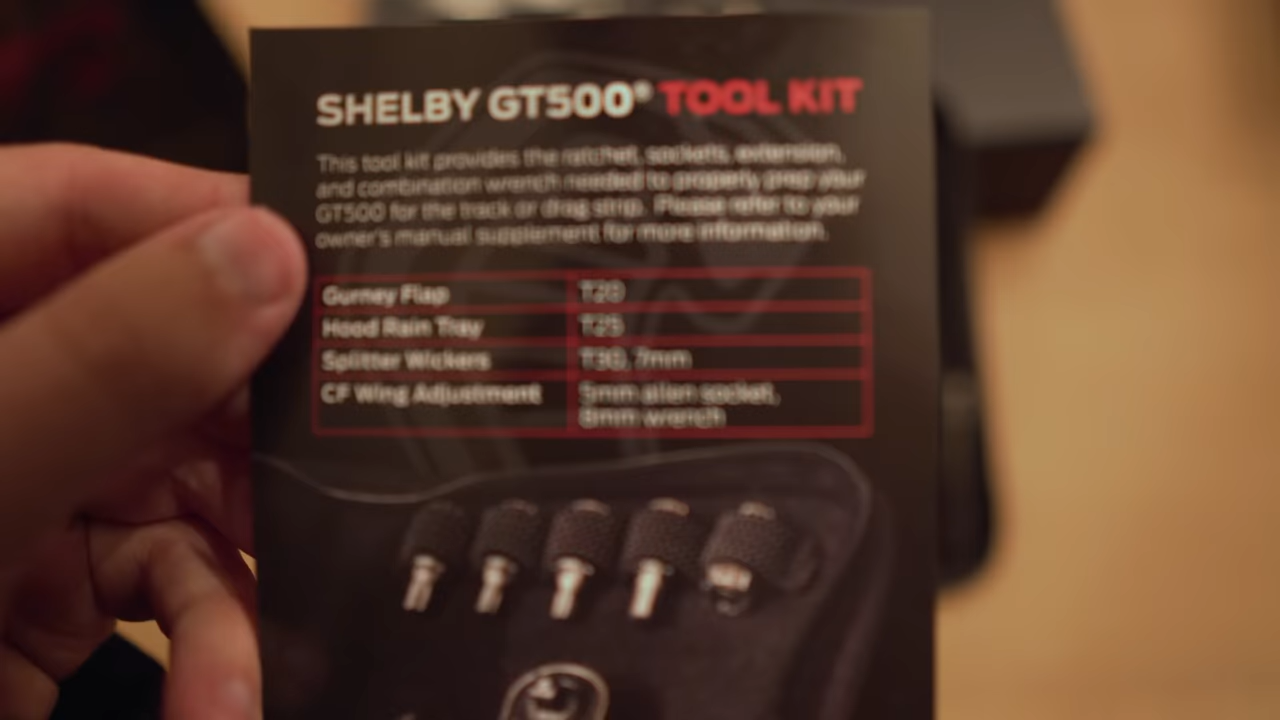 SHELBY GT500® TOOL KIT
This tool kit provides the ratchet, sockets, extension,
and combination wrench needed to properly prep your
GT500 for the track or drag strip. Please refer to your
owner's manual supplement for more information.
Gurney Flap T20
Hood Rain Tray T25
Splitter Wickers T30, 7mm
CF Wing Adjustment 5mm allen socket,
8mm wrench